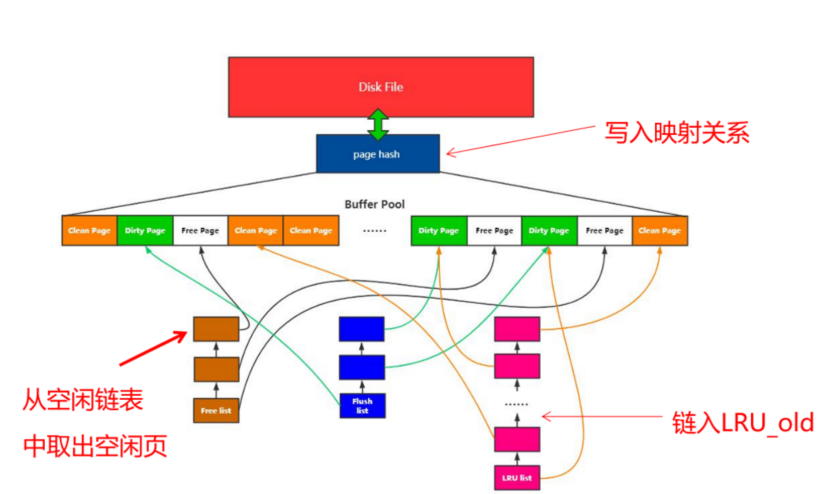 Disk File
page hash
写入映射关系
Buffer Pool
Clean Page
Dirty Page
Free Page
Clean Page
Clean Page
······
Dirty Page
Free Page
Dirty Page
Free Page
Clean Page
从空闲链表
中取出空闲页
Free list
Flush
list
······
LRU list
链入LRU_old